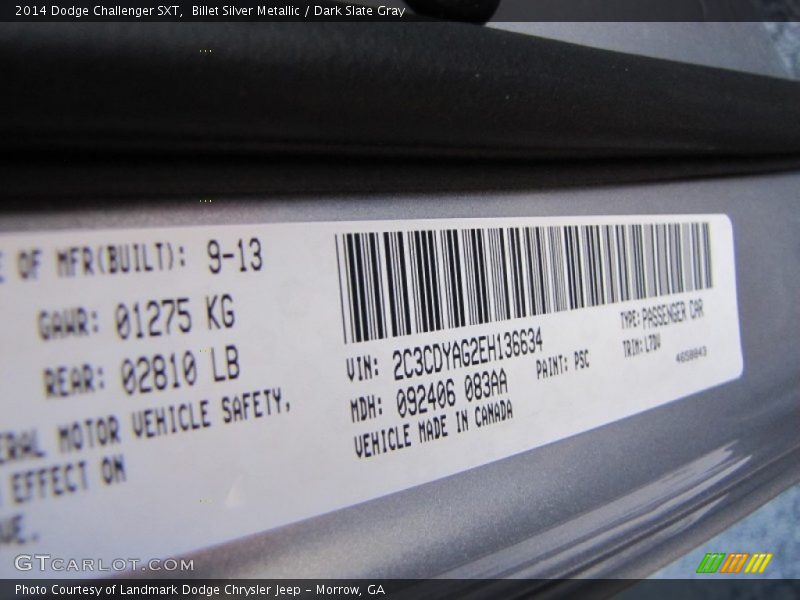 2014 Dodge Challenger SXT, Billet Silver Metallic / Dark Slate Gray
E OF MFR(BUILT): 9-13
GAWR: 01275 KG
REAR: 02810 LB
ERAL MOTOR VEHICLE SAFETY,
EFFECT ON
UE.
VIN: 2C3CDYAG2EH136634
TYPE: PASSENGER CAR
MDH: 092406 083AA
PAINT: PSC
TRIM: LTDV
VEHICLE MADE IN CANADA
GTCarLot.com
Photo Courtesy of Landmark Dodge Chrysler Jeep - Morrow, GA